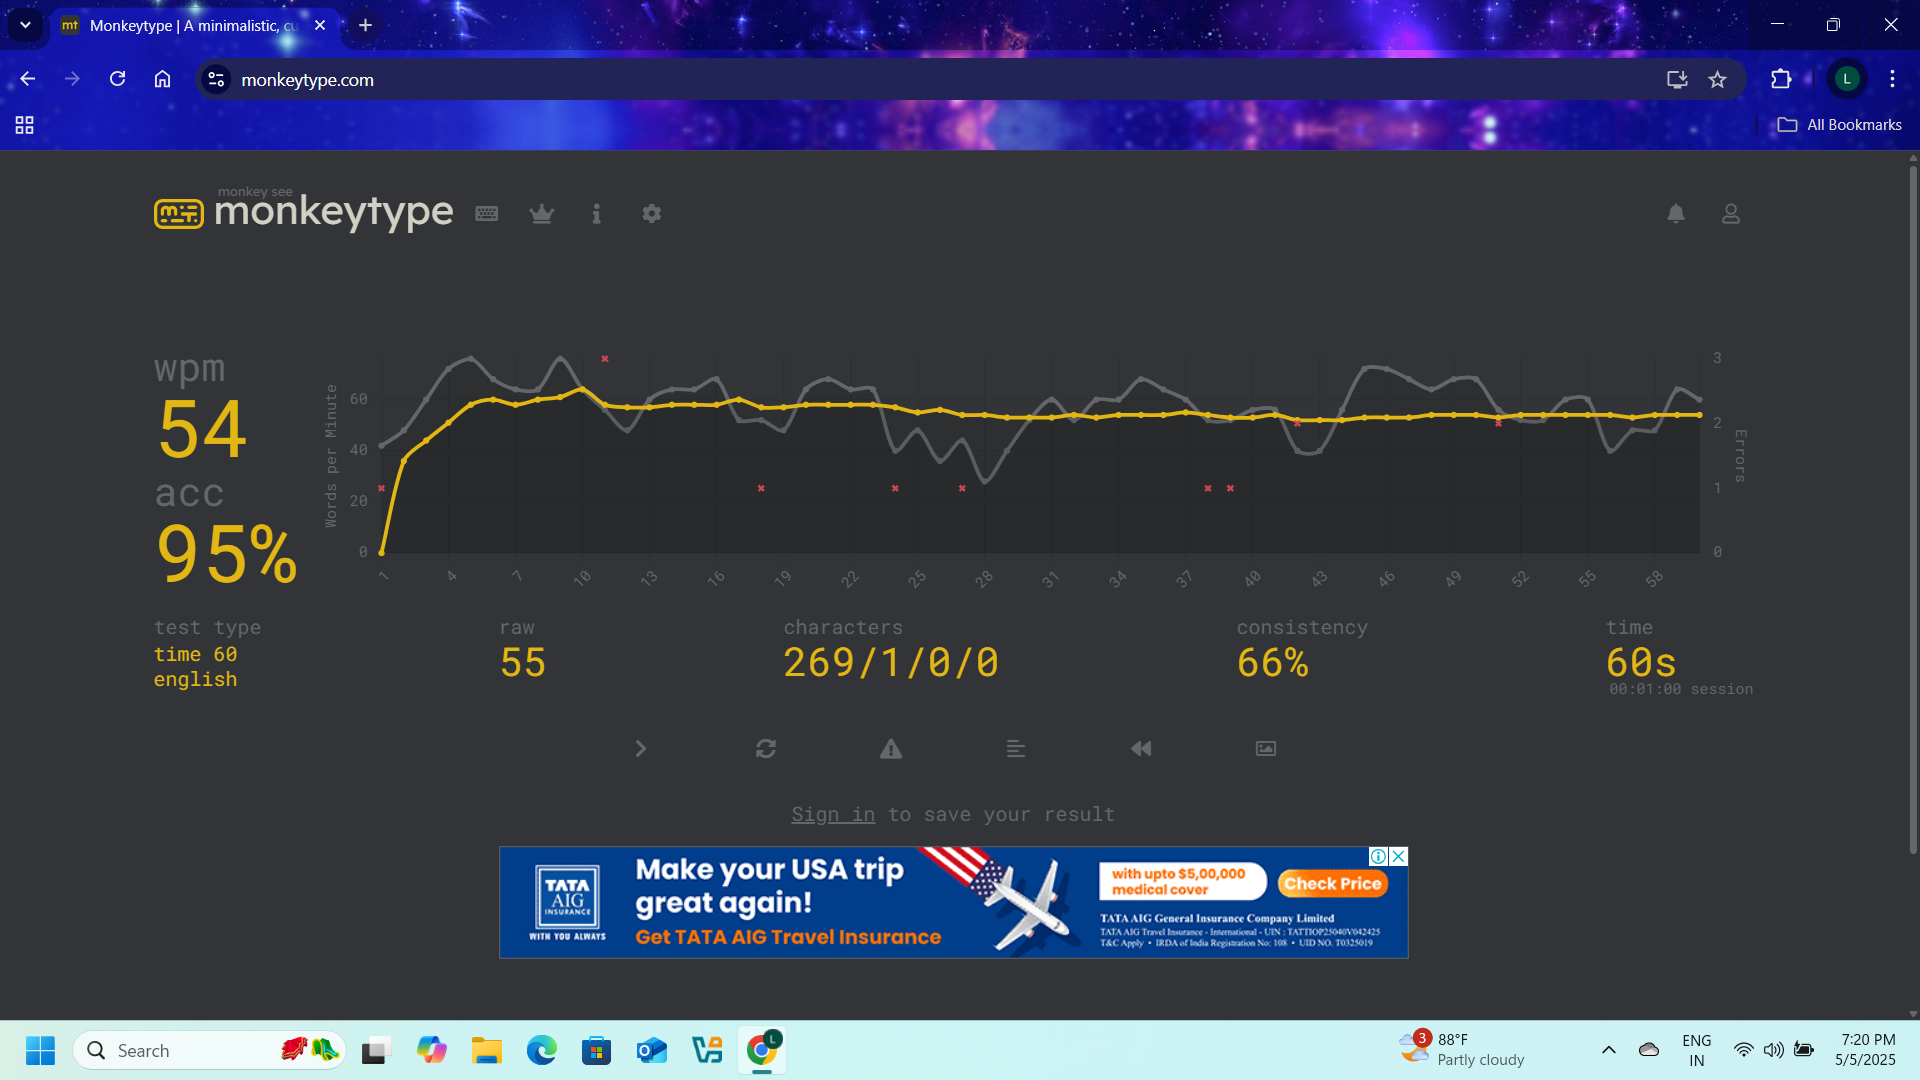 mt Monkeytype | A minimalistic, cu
monkeytype.com
L
All Bookmarks
monkey see
monkeytype
wpm
54
acc
95%
Words per Minute
60
40
20
0
3
2
1
0
Errors
1 4 7 10 13 16 19 22 25 28 31 34 37 40 43 46 49 52 55 58
test type
time 60
english
raw
55
characters
269/1/0/0
consistency
66%
time
60s
00:01:00 session
Sign in to save your result
TATA
AIG
INSURANCE
WITH YOU ALWAYS
Make your USA trip
great again!
Get TATA AIG Travel Insurance
with upto $5,00,000
medical cover
Check Price
TATA AIG General Insurance Company Limited
TATA AIG Travel Insurance - International - UIN : TATTIOP25040V042425
T&C Apply • IRDA of India Registration No: 108 • UID NO. T0325019
Search
L
3
88°F
Partly cloudy
ENG
IN
7:20 PM
5/5/2025